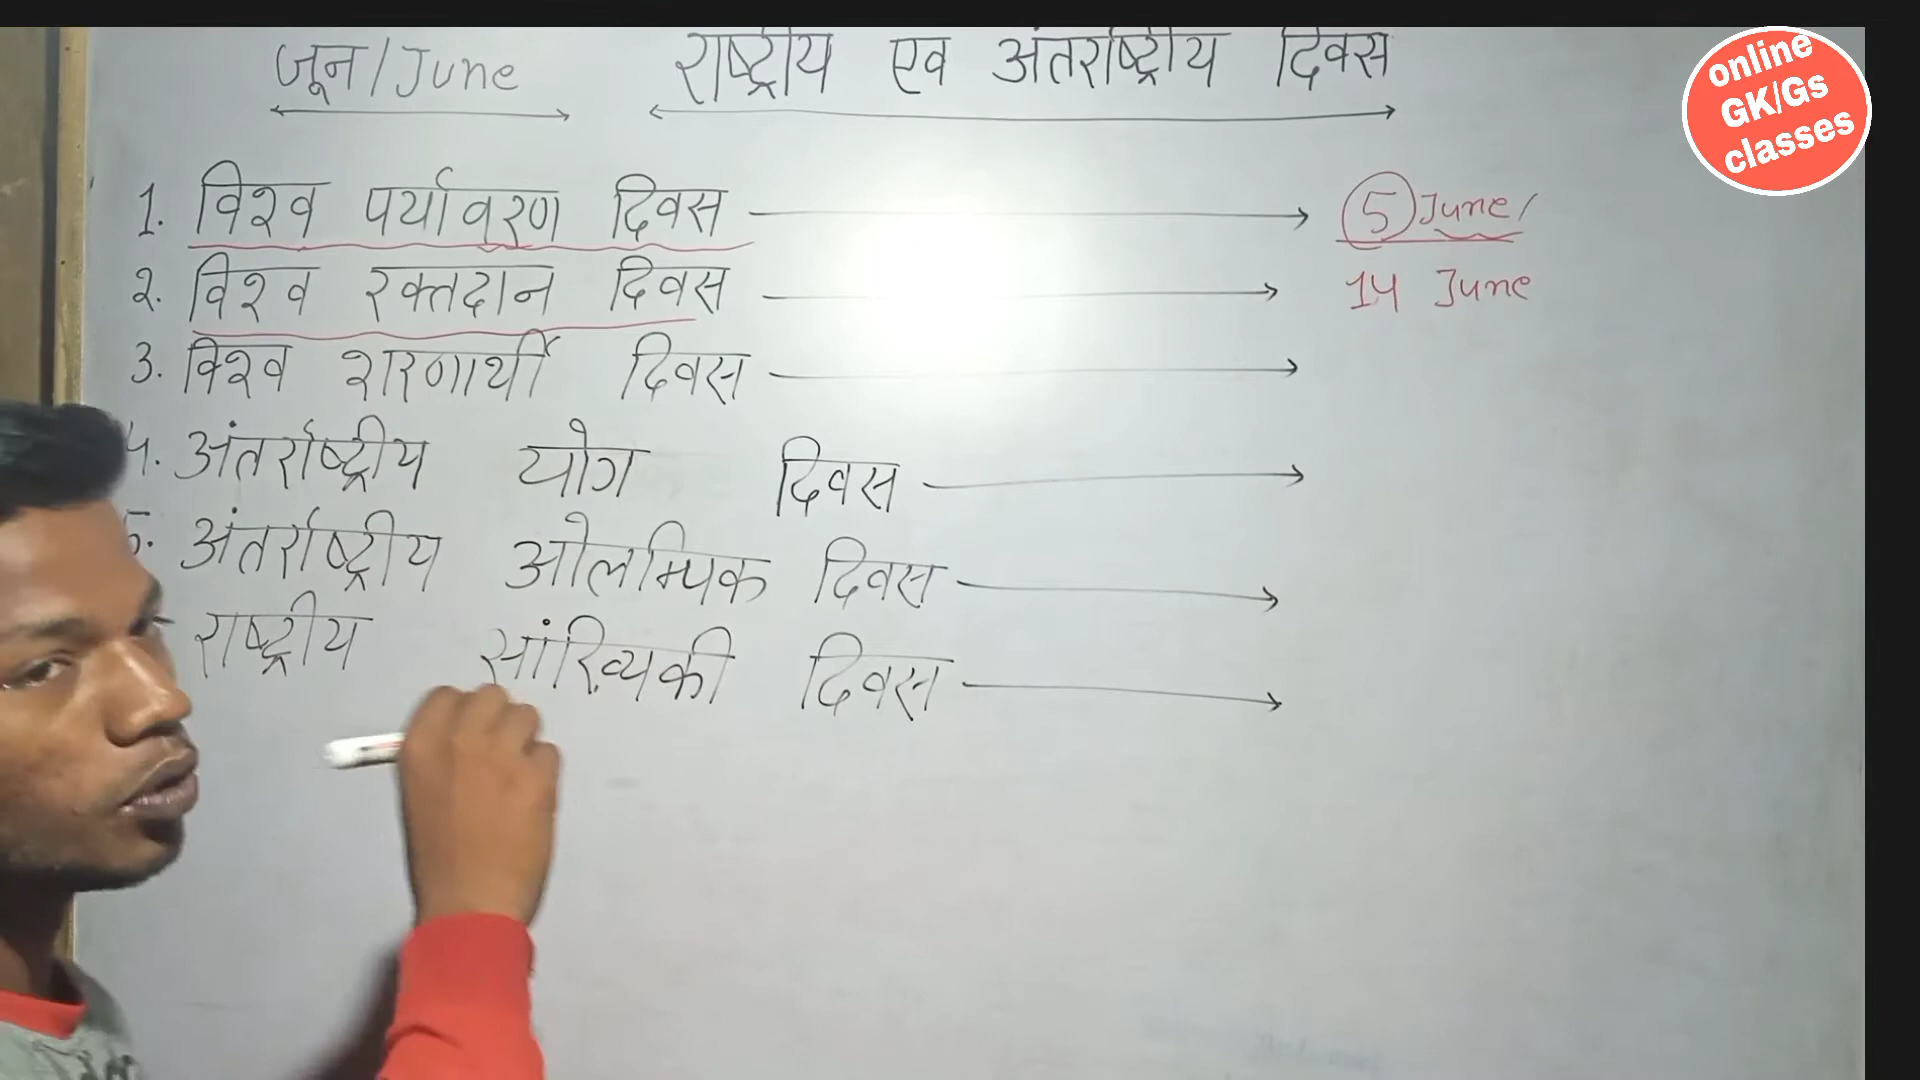 जून/June राष्ट्रीय एव अंतर्राष्ट्रीय दिवस
online
GK/Gs
classes
1. विश्व पर्यावरण दिवस → 5 June/
२. विश्व रक्तदान दिवस → 14 June
3. विश्व शरणार्थी दिवस →
4. अंतर्राष्ट्रीय योग दिवस →
5. अंतर्राष्ट्रीय ओलम्पिक दिवस →
राष्ट्रीय सांख्यिकी दिवस →